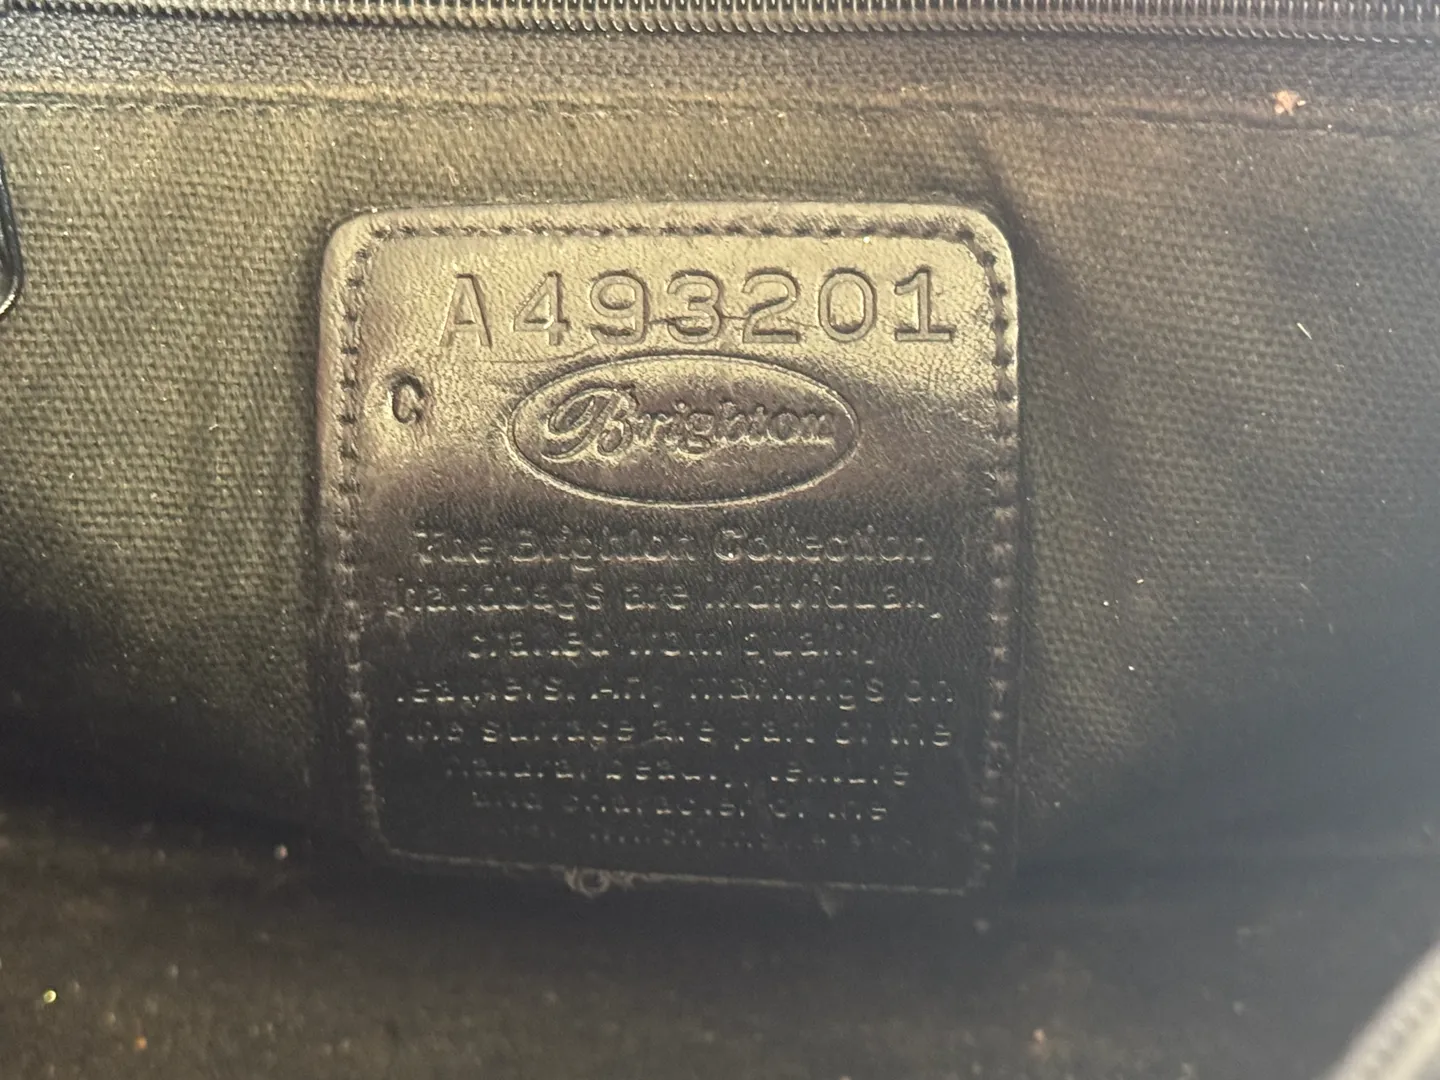 A493201
C
Brighton
The Brighton Collection
handbags are individually
crafted from quality
leathers. Any markings on
the surface are part of the
natural beauty, texture
and character of the